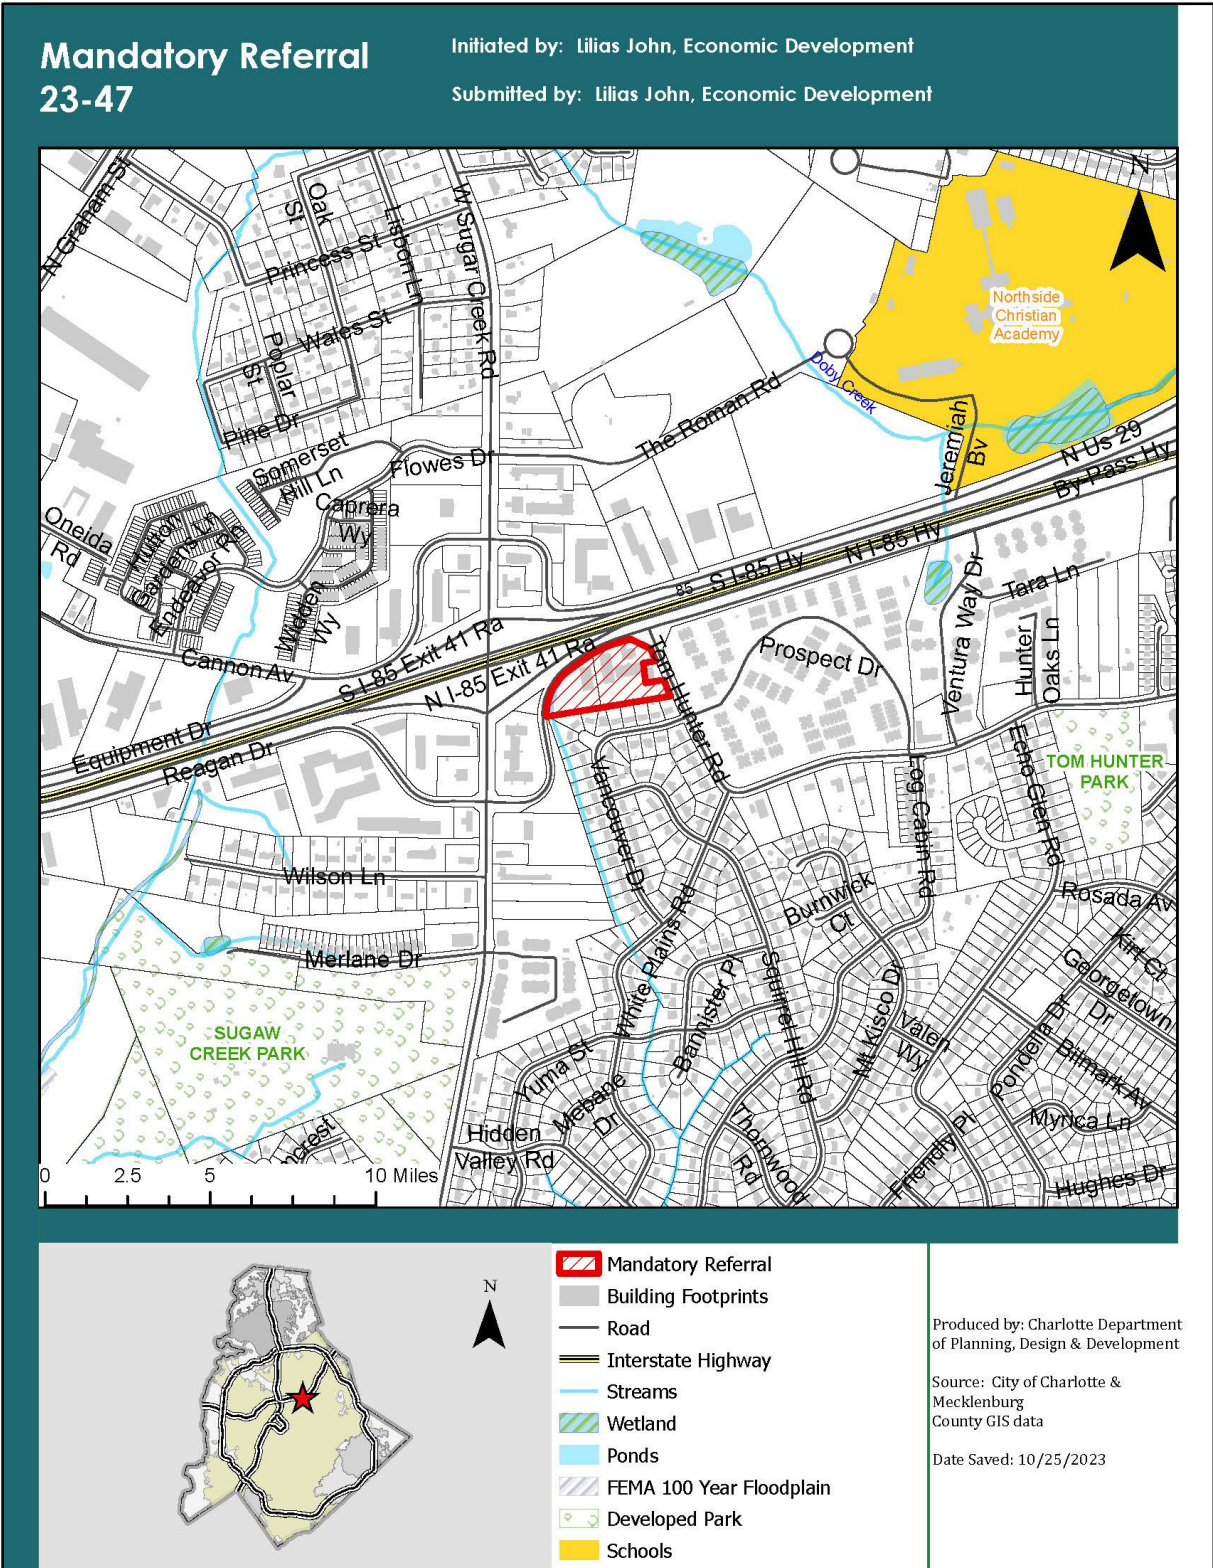 Mandatory Referral
23-47
Initiated by:  Lilias John, Economic Development
Submitted by:  Lilias John, Economic Development
N
N Graham St
Oak
St
Lisbon Ln
W Sugar Creek Rd
Princess St
Wales St
Poplar
St
Pine Dr
Somerset
Hill Ln
Flowes Dr
The Roman Rd
Doby Creek
Northside
Christian
Academy
Jeremiah
Bv
N Us 29
By-Pass Hy
Caprera
Wy
Oneida
Rd
Hutton
Gardens
Ln
Endeavor
Widden
Wy
Cannon Av
S I-85 Exit 41 Ra
N I-85 Exit 41 Ra
85
S I-85 Hy
N I-85 Hy
Equipment Dr
Reagan Dr
Tom Hunter Rd
Prospect Dr
Ventura Way Dr
Tara Ln
Hunter
Oaks Ln
TOM HUNTER
PARK
Echo Glen Rd
Log Cabin Rd
Vancouver Dr
Wilson Ln
Merlane Dr
White Plains Rd
Bannister Pl
Squirrel Hill Rd
Burnwick
Ct
Rosada Av
Kirt Ct
Georgetown
Dr
Mt Kisco Dr
Valen
Wy
Ponderia Dr
Bilmark Av
Myrica Ln
Hughes Dr
Friendly Pl
Thornwood
Rd
Yuma St
Mebane
Dr
Hidden
Valley Rd
SUGAW
CREEK PARK
ncrest
0 2.5 5 10 Miles
N
Mandatory Referral
Building Footprints
Road
Interstate Highway
Streams
Wetland
Ponds
FEMA 100 Year Floodplain
Developed Park
Schools
Produced by: Charlotte Department
of Planning, Design & Development
Source:  City of Charlotte &
Mecklenburg
County GIS data
Date Saved: 10/25/2023